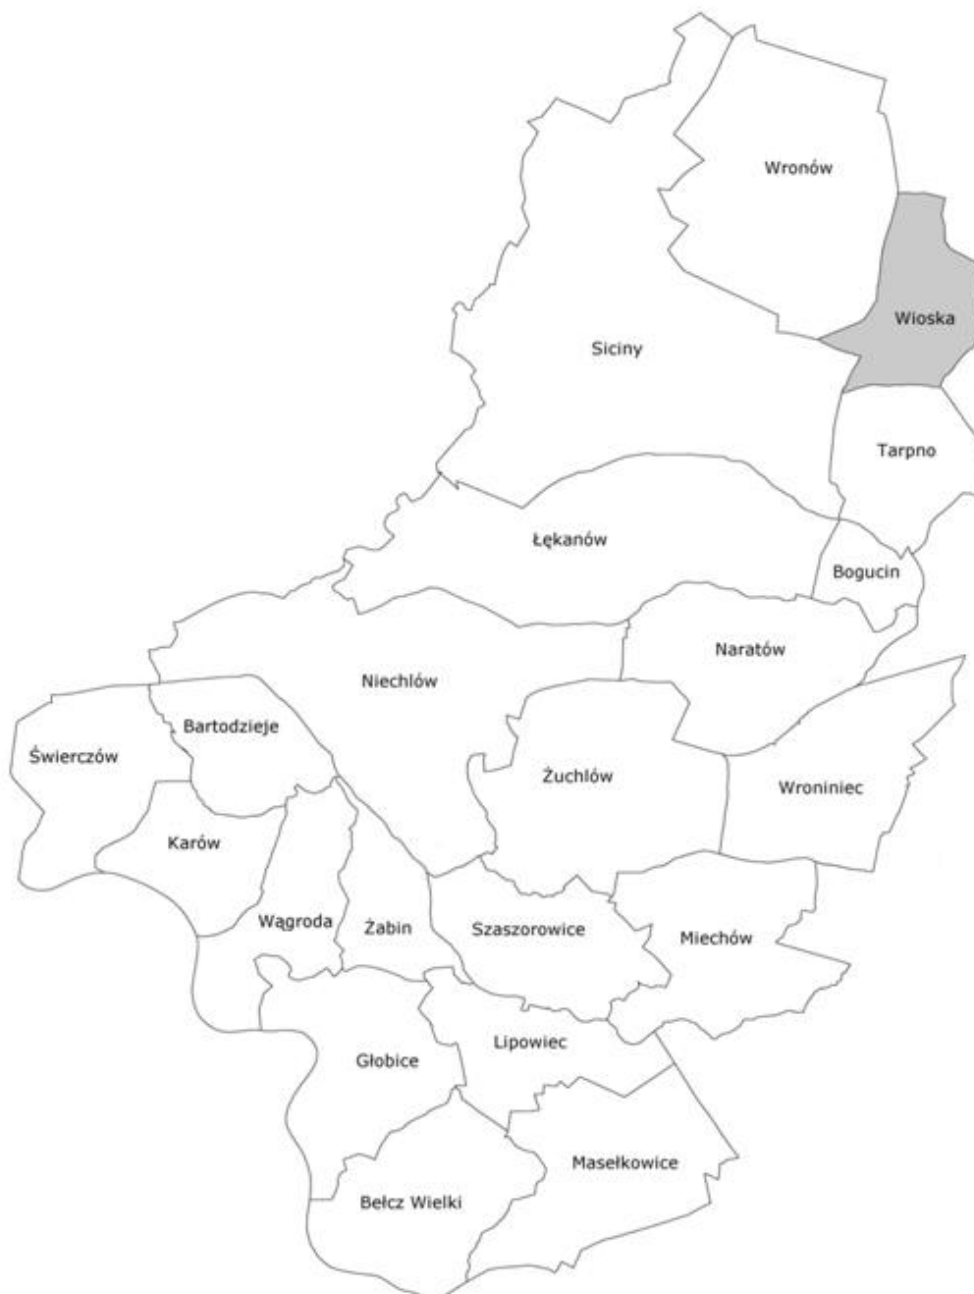 Wronów
Wioska
Siciny
Tarpno
Łękanów
Bogucin
Naratów
Niechlów
Bartodzieje
Świerczów
Żuchlów
Wroniniec
Karów
Wągroda
Żabin
Szaszorowice
Miechów
Lipowiec
Głobice
Masełkowice
Bełcz Wielki